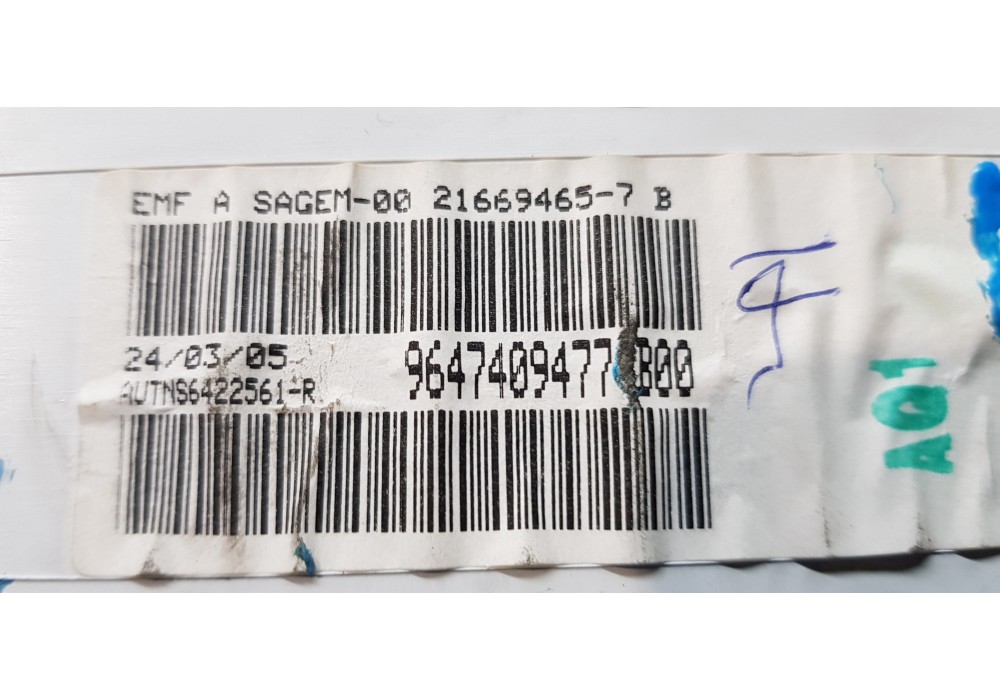 EMF A SAGEM-00 21669465-7 B
24/03/05
AUTNS6422561-R
9647409477 B00
A01